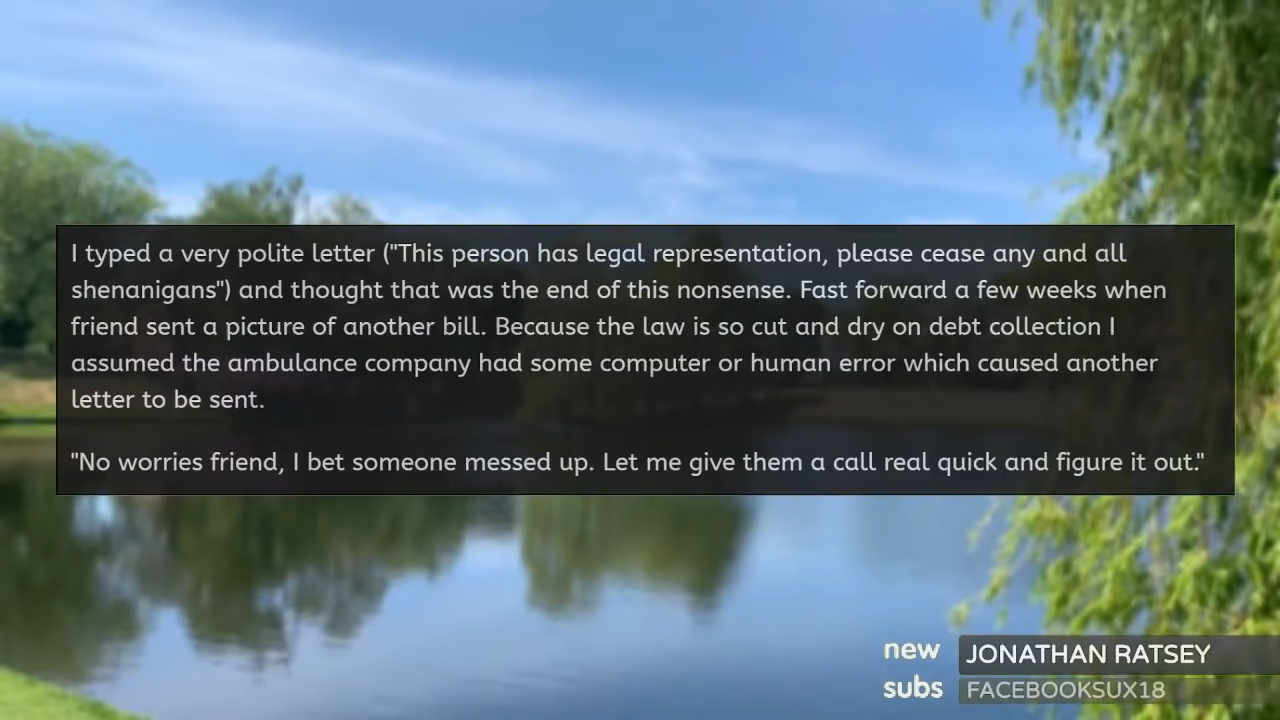 I typed a very polite letter ("This person has legal representation, please cease any and all
shenanigans") and thought that was the end of this nonsense. Fast forward a few weeks when
friend sent a picture of another bill. Because the law is so cut and dry on debt collection I
assumed the ambulance company had some computer or human error which caused another
letter to be sent.
"No worries friend, I bet someone messed up. Let me give them a call real quick and figure it out."
new
JONATHAN RATSEY
subs
FACEBOOKSUX18